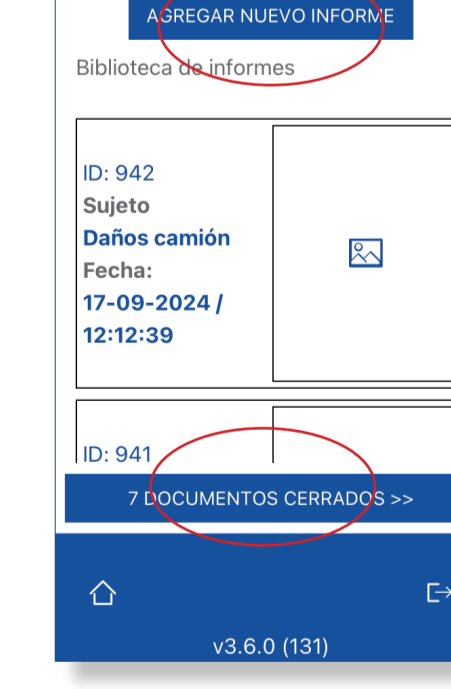 AGREGAR NUEVO INFORME
Biblioteca de informes
ID: 942
Sujeto
Daños camión
Fecha:
17-09-2024 /
12:12:39
ID: 941
7 DOCUMENTOS CERRADOS >>
v3.6.0 (131)